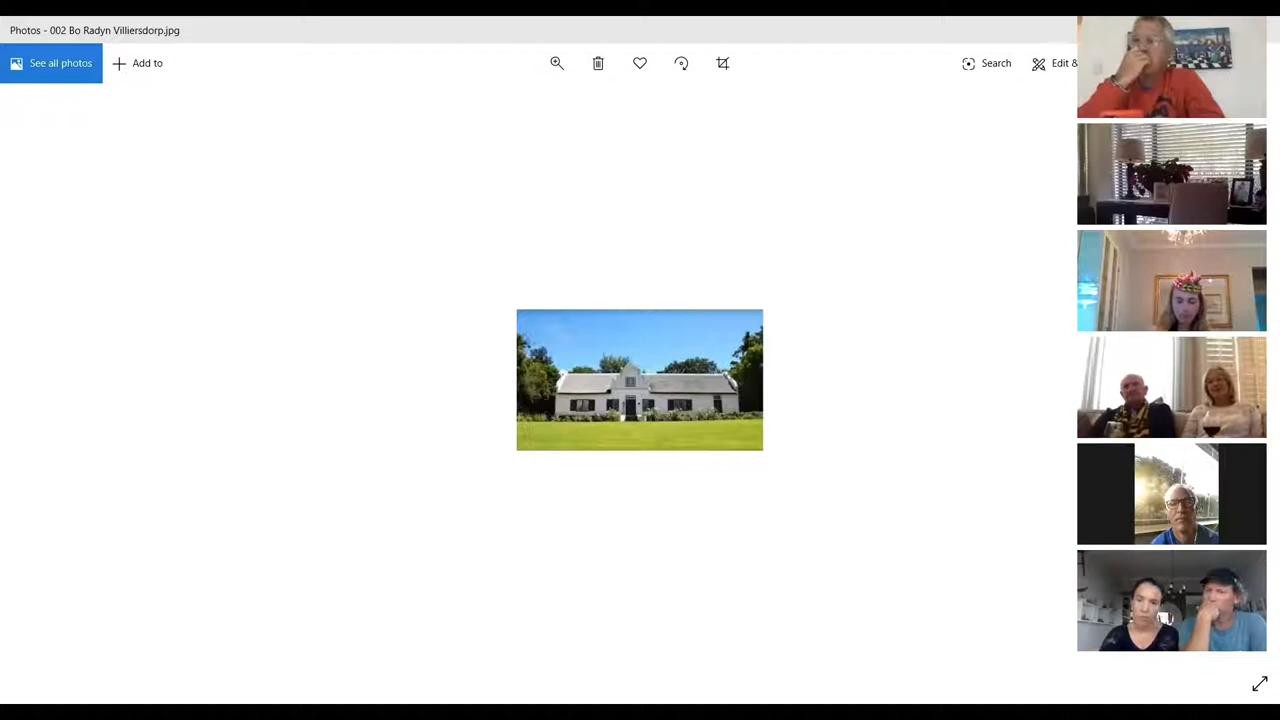 Photos - 002 Bo Radyn Villiersdorp.jpg
See all photos
Add to
Search
Edit &